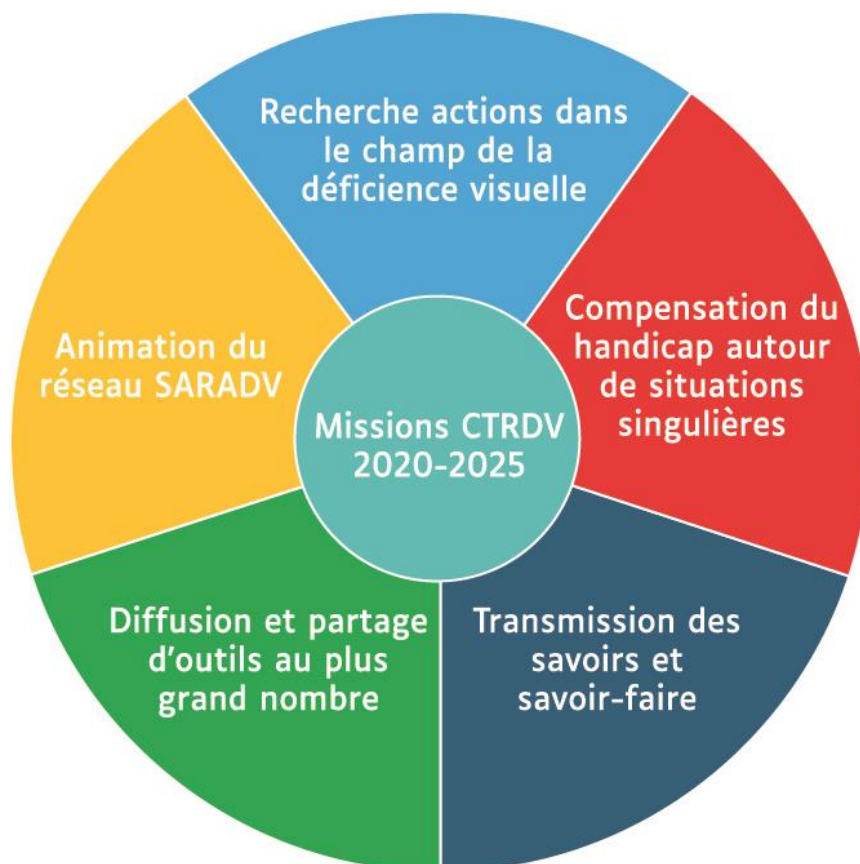 Recherche actions dans
le champ de la
déficience visuelle
Compensation du
handicap autour
de situations
singulières
Transmission des
savoirs et
savoir-faire
Diffusion et partage
d'outils au plus
grand nombre
Animation du
réseau SARADV
Missions CTRDV
2020-2025